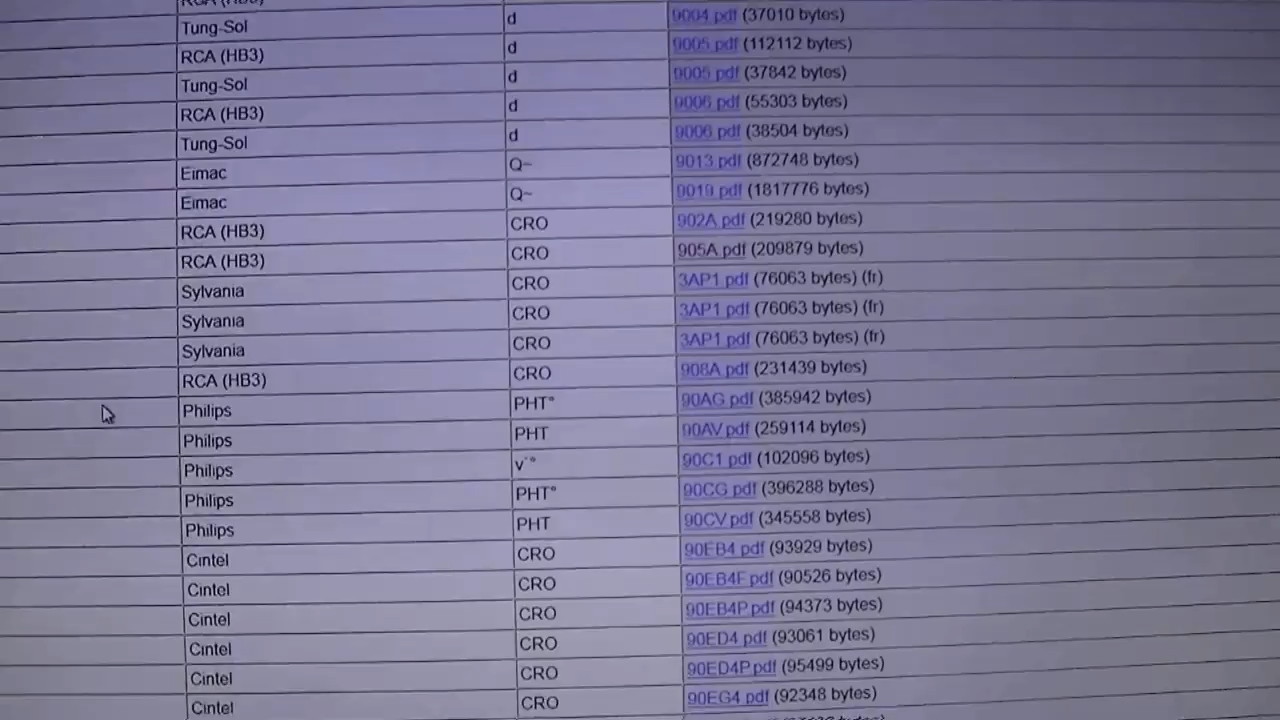 RCA (HB3)
Tung-Sol d 9004.pdf (37010 bytes)
RCA (HB3) d 9005.pdf (112112 bytes)
Tung-Sol d 9005.pdf (37842 bytes)
RCA (HB3) d 9006.pdf (55303 bytes)
Tung-Sol d 9006.pdf (38504 bytes)
Eimac Q~ 9013.pdf (872748 bytes)
Eimac Q~ 9019.pdf (1817776 bytes)
RCA (HB3) CRO 902A.pdf (219280 bytes)
RCA (HB3) CRO 905A.pdf (209879 bytes)
Sylvania CRO 3AP1.pdf (76063 bytes) (fr)
Sylvania CRO 3AP1.pdf (76063 bytes) (fr)
Sylvania CRO 3AP1.pdf (76063 bytes) (fr)
RCA (HB3) CRO 908A.pdf (231439 bytes)
Philips PHT° 90AG.pdf (385942 bytes)
Philips PHT 90AV.pdf (259114 bytes)
Philips v¨° 90C1.pdf (102096 bytes)
Philips PHT° 90CG.pdf (396288 bytes)
Philips PHT 90CV.pdf (345558 bytes)
Cintel CRO 90EB4.pdf (93929 bytes)
Cintel CRO 90EB4F.pdf (90526 bytes)
Cintel CRO 90EB4P.pdf (94373 bytes)
Cintel CRO 90ED4.pdf (93061 bytes)
Cintel CRO 90ED4P.pdf (95499 bytes)
Cintel CRO 90EG4.pdf (92348 bytes)